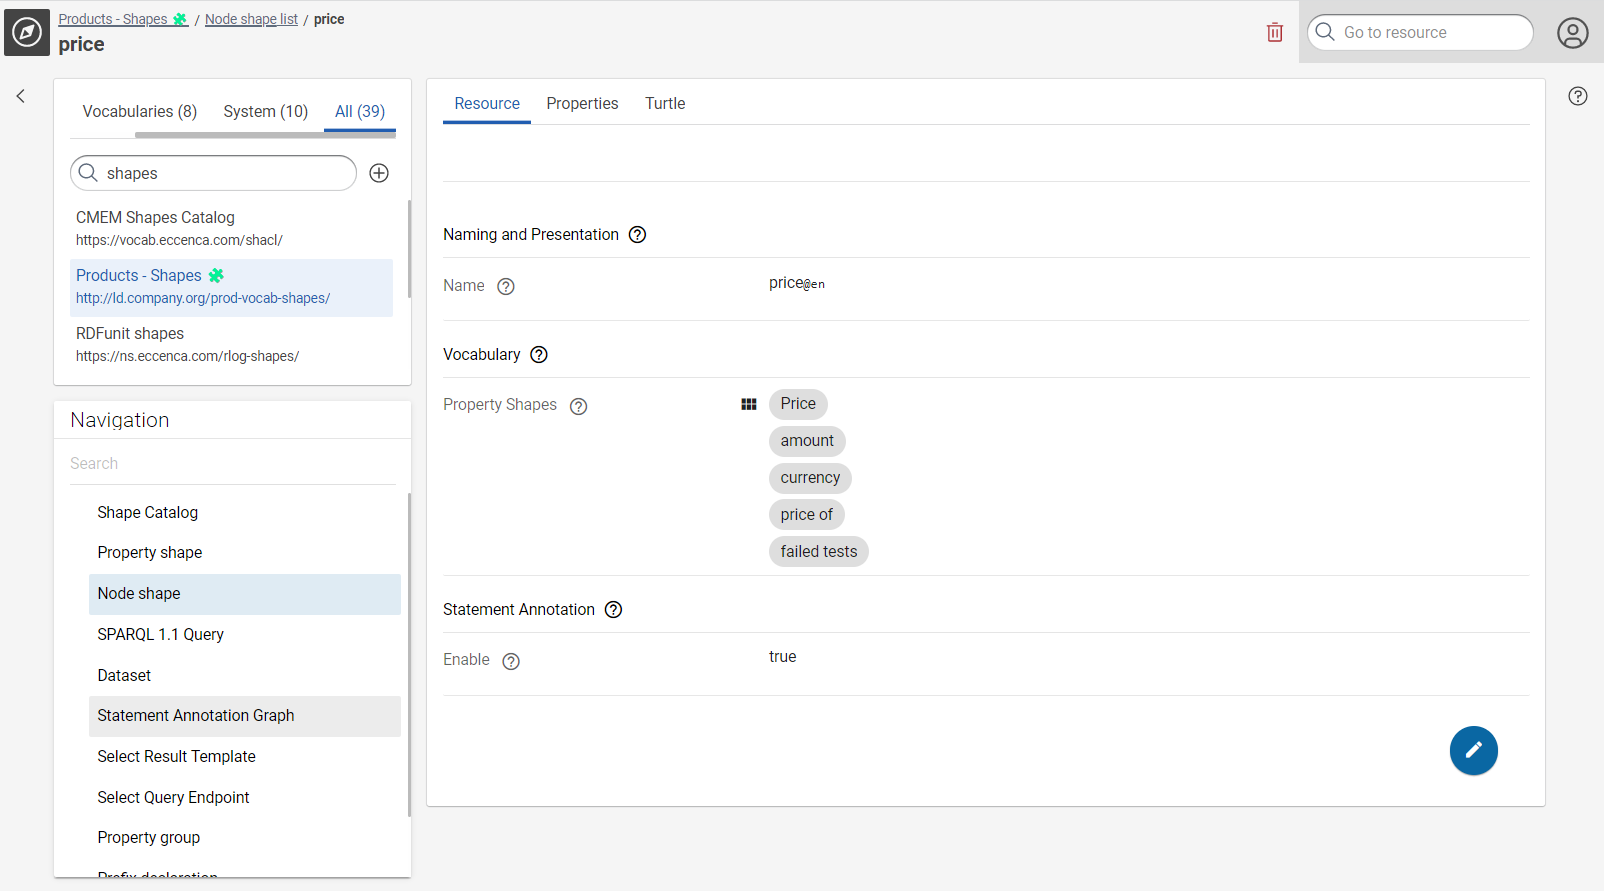 Products - Shapes / Node shape list / price
price
Go to resource
Vocabularies (8) System (10) All (39)
shapes
CMEM Shapes Catalog
https://vocab.eccenca.com/shacl/
Products - Shapes
http://ld.company.org/prod-vocab-shapes/
RDFunit shapes
https://ns.eccenca.com/rlog-shapes/
Navigation
Search
Shape Catalog
Property shape
Node shape
SPARQL 1.1 Query
Dataset
Statement Annotation Graph
Select Result Template
Select Query Endpoint
Property group
Prefix declaration
Resource Properties Turtle
Naming and Presentation
Name price@en
Vocabulary
Property Shapes Price
amount
currency
price of
failed tests
Statement Annotation
Enable true